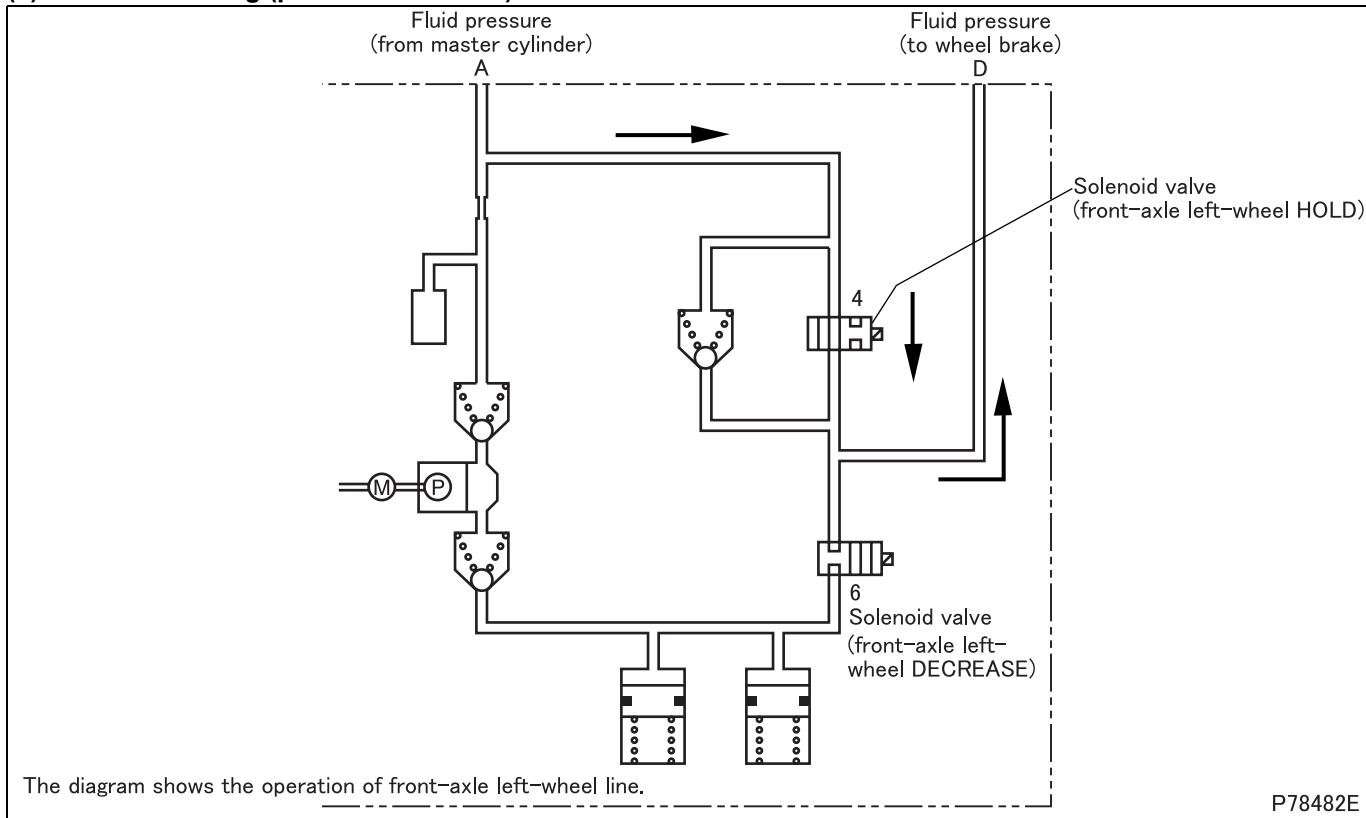 Fluid pressure
(from master cylinder)
A
Fluid pressure
(to wheel brake)
D
Solenoid valve
(front-axle left-wheel HOLD)
4
M
P
6
Solenoid valve
(front-axle left-
wheel DECREASE)
The diagram shows the operation of front-axle left-wheel line.
P78482E